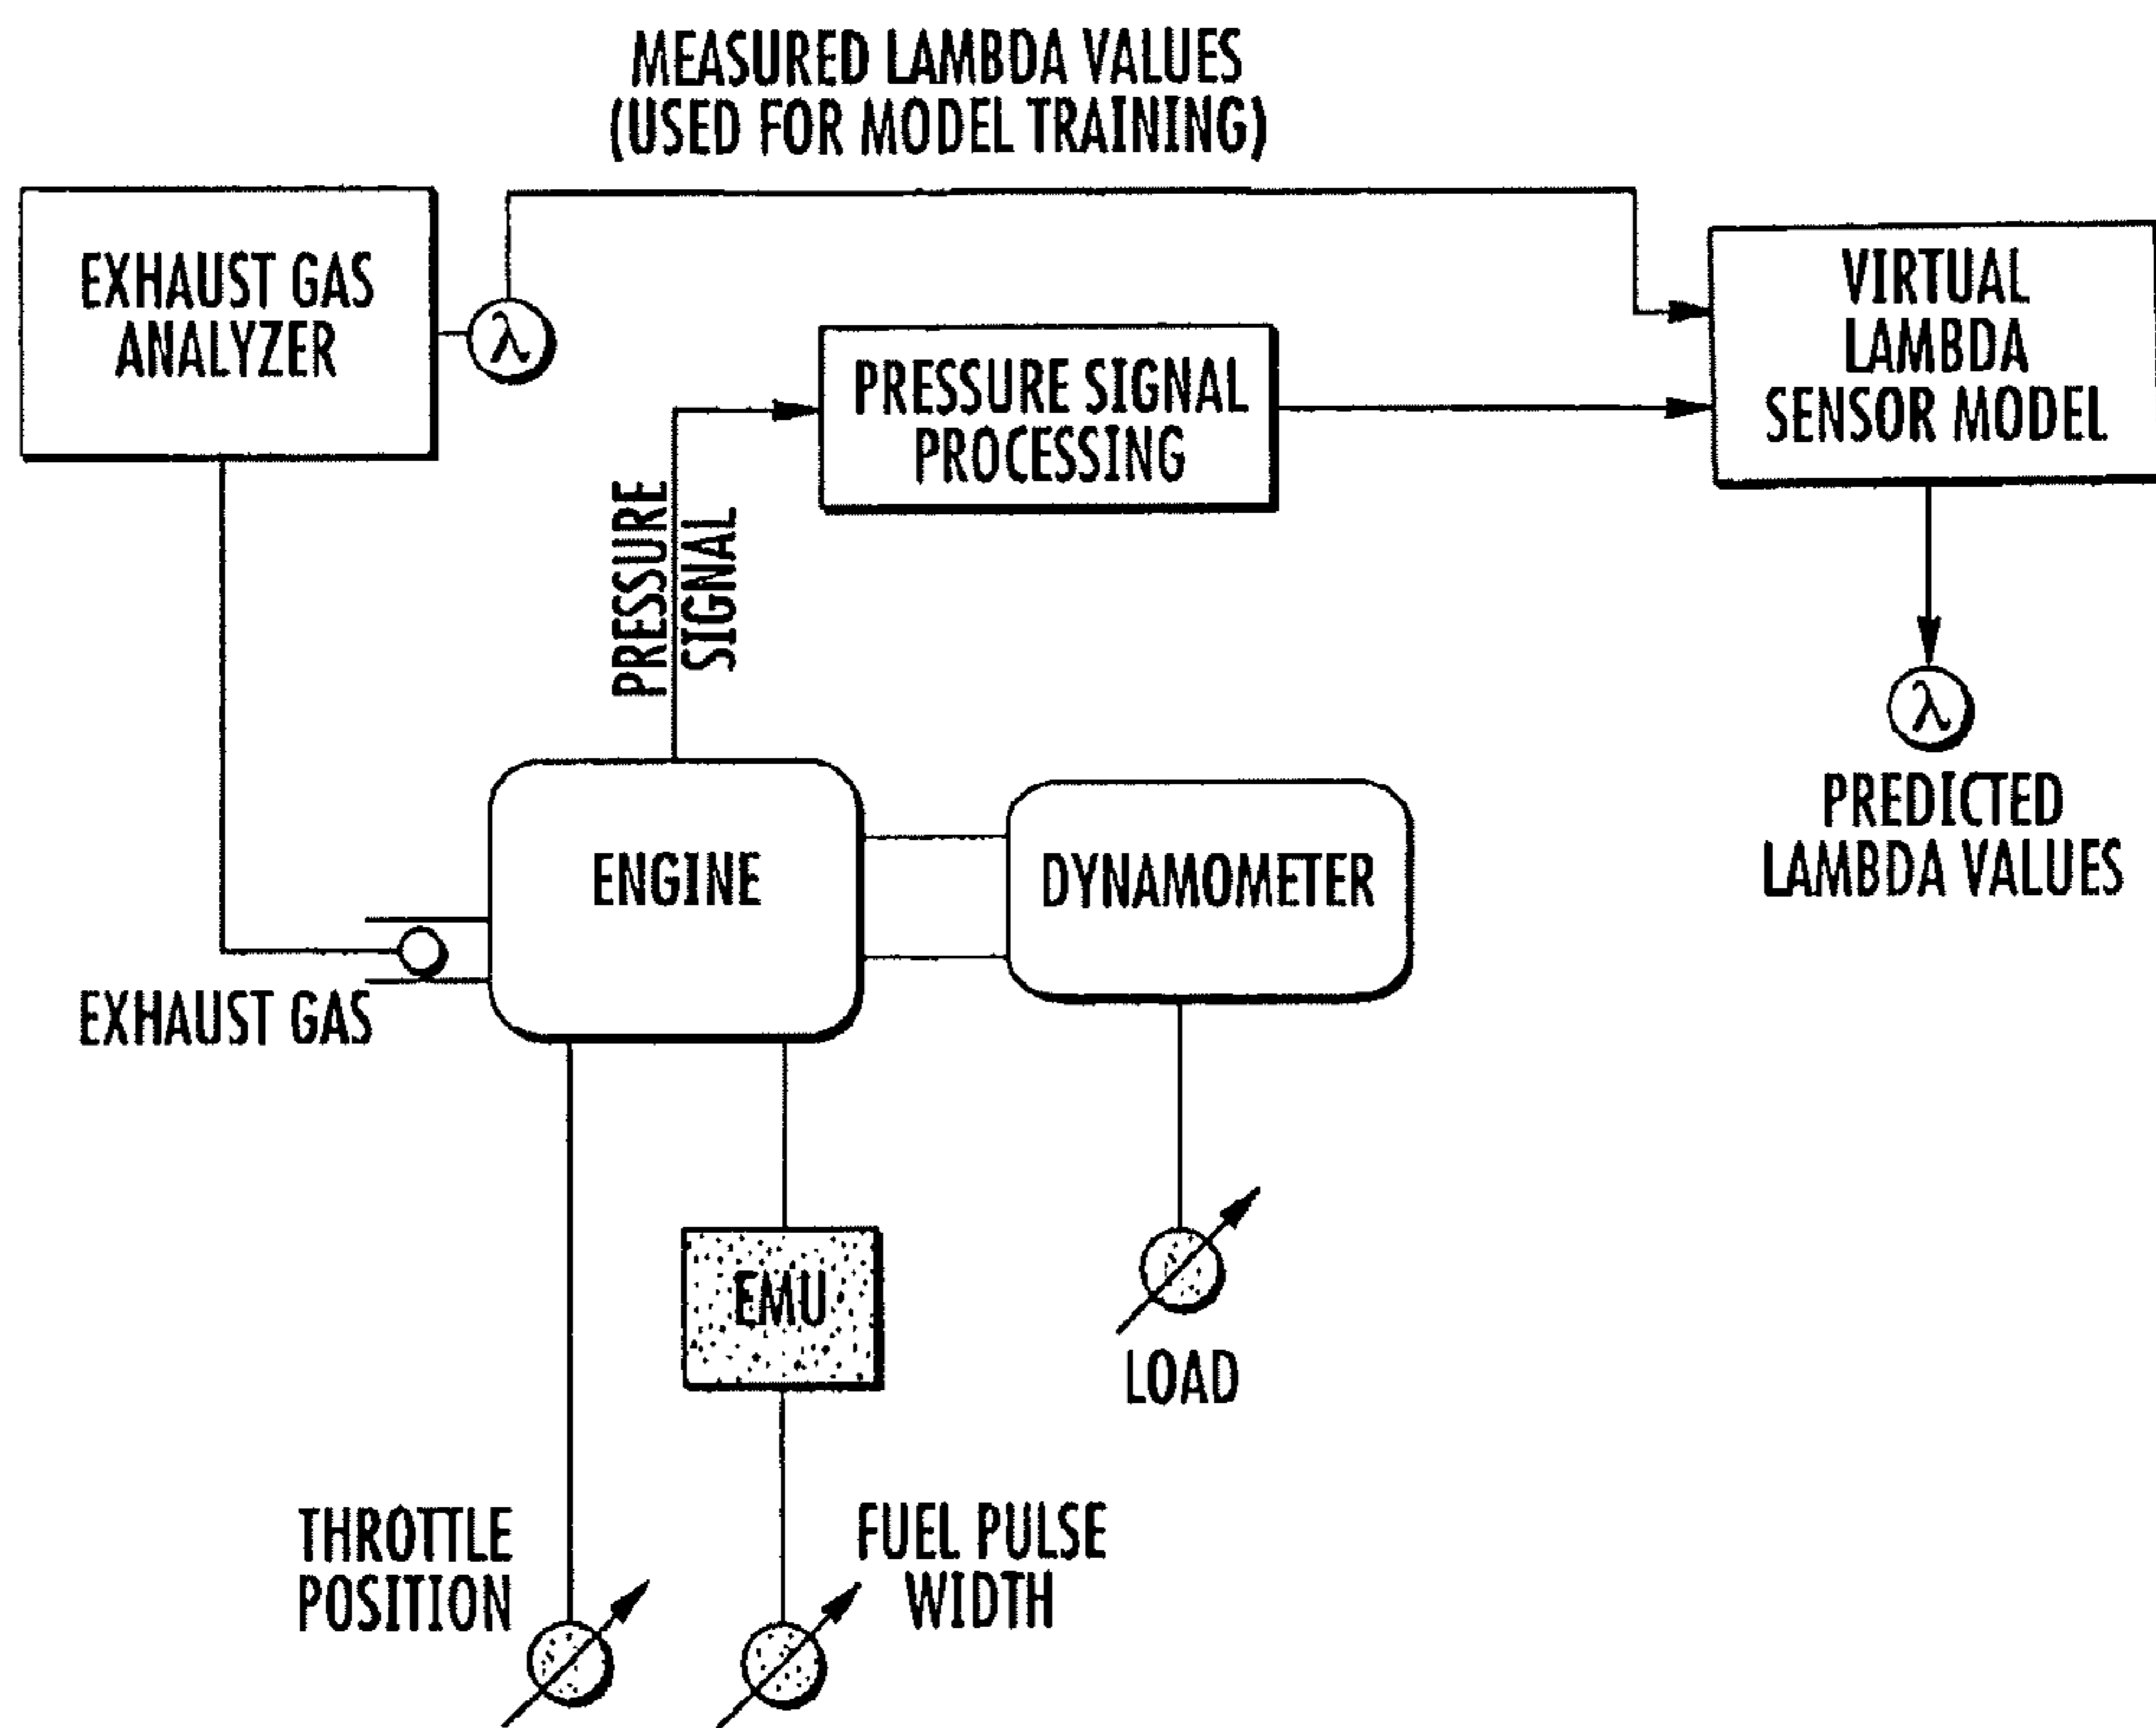 MEASURED LAMBDA VALUES
(USED FOR MODEL TRAINING)
EXHAUST GAS
ANALYZER
λ
PRESSURE SIGNAL
PROCESSING
VIRTUAL
LAMBDA
SENSOR MODEL
PRESSURE
SIGNAL
λ
PREDICTED
LAMBDA VALUES
ENGINE
DYNAMOMETER
EXHAUST GAS
EMU
LOAD
THROTTLE
POSITION
FUEL PULSE
WIDTH